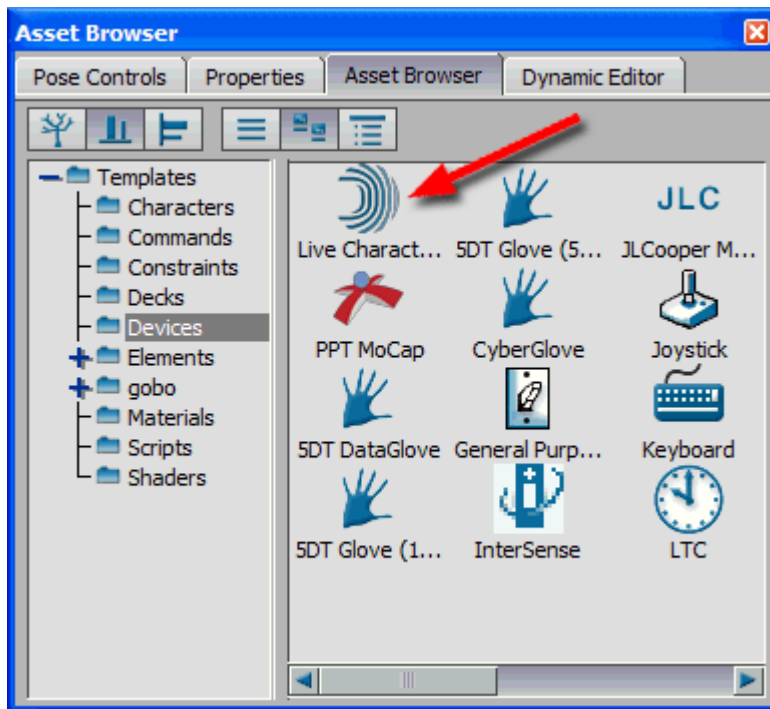 Asset Browser
Pose Controls
Properties
Asset Browser
Dynamic Editor
Templates
Characters
Commands
Constraints
Decks
Devices
Elements
gobo
Materials
Scripts
Shaders
JLC
Live Charact...
5DT Glove (5...
JLCooper M...
PPT MoCap
CyberGlove
Joystick
5DT DataGlove
General Purp...
Keyboard
5DT Glove (1...
InterSense
LTC